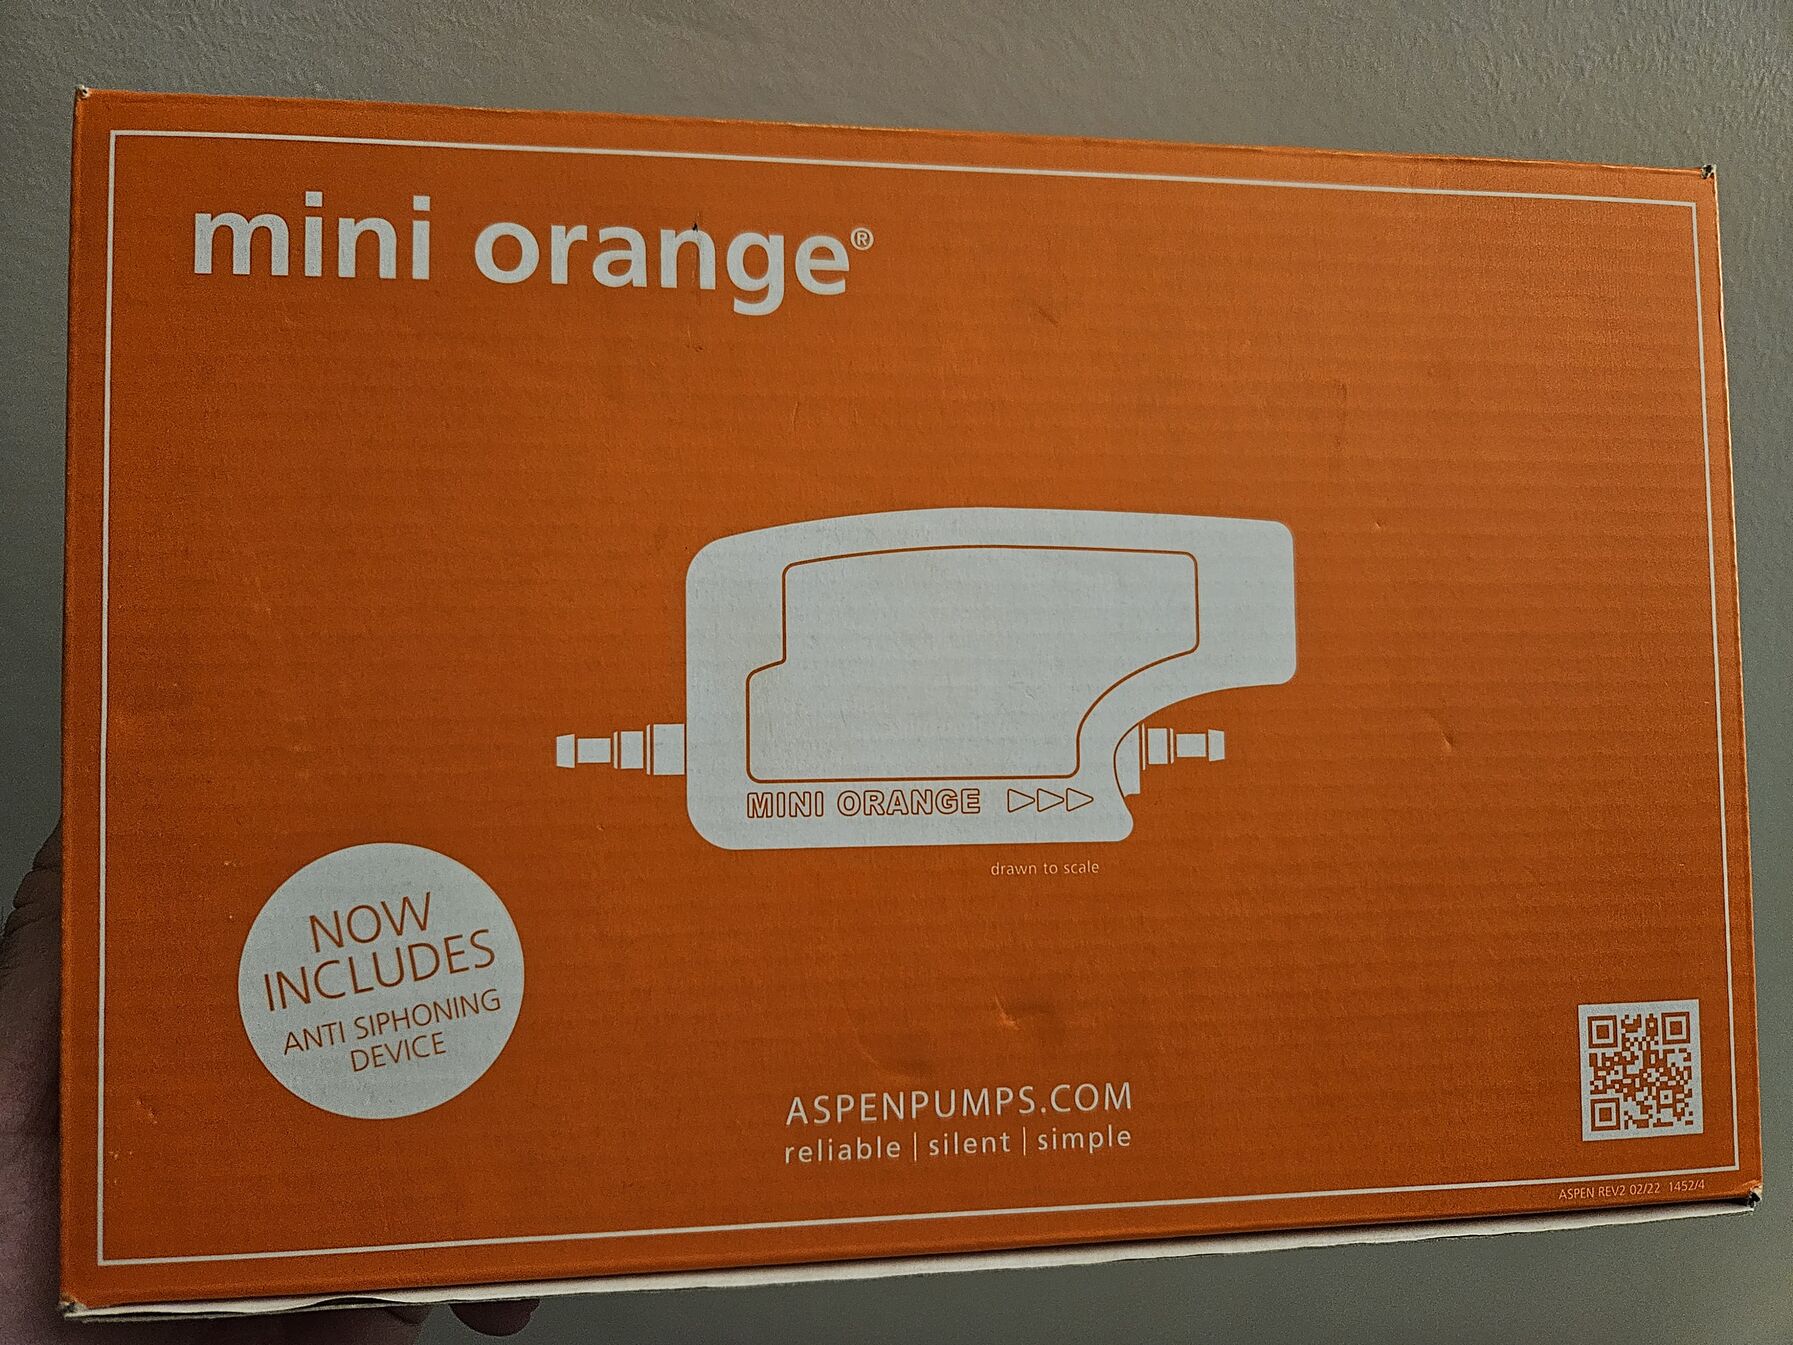 mini orange®
MINI ORANGE
drawn to scale
NOW
INCLUDES
ANTI SIPHONING
DEVICE
ASPENPUMPS.COM
reliable | silent | simple
ASPEN REV2 02/22 1452/4